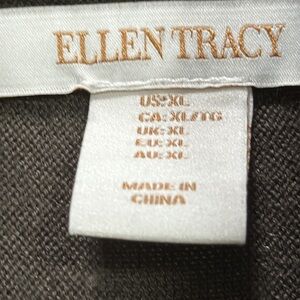 ELLEN TRACY
US: XL
CA: XL/TG
UK: XL
EU: XL
AU: XL
MADE IN
CHINA